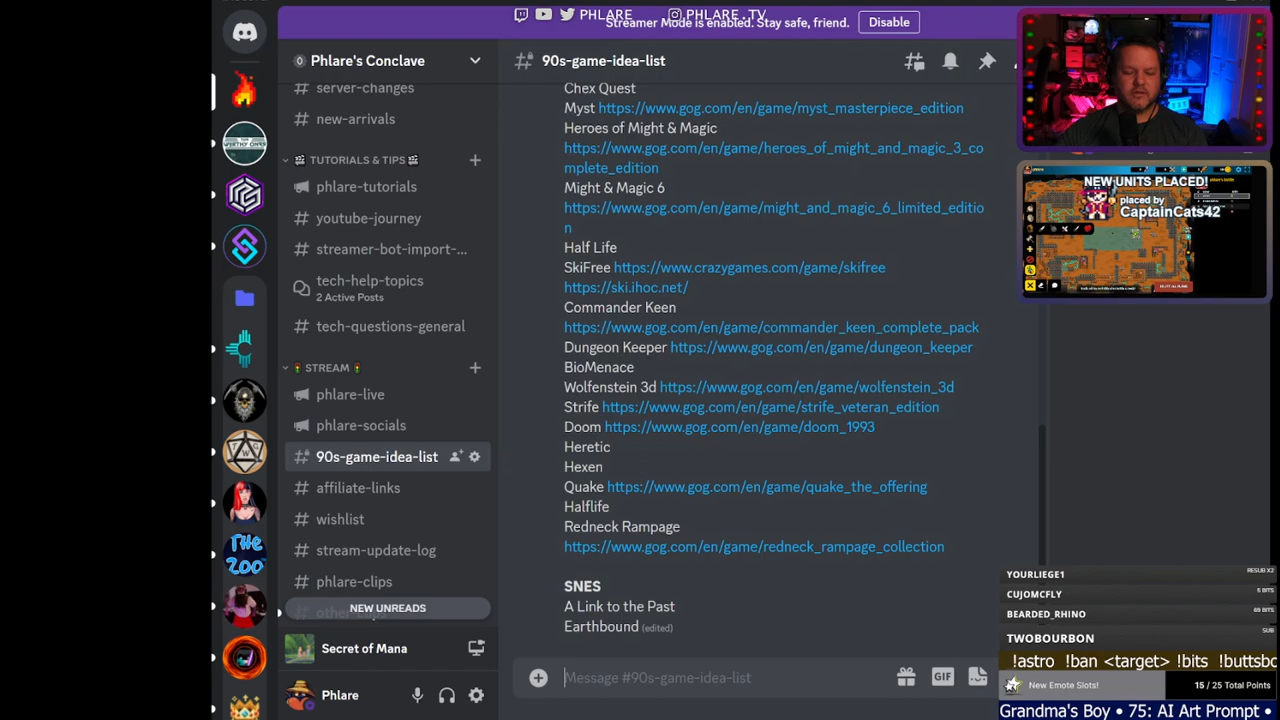 PHLARE
PHLARE_TV
Streamer Mode is enabled. Stay safe, friend.
Disable
Phlare's Conclave
server-changes
new-arrivals
TUTORIALS & TIPS
phlare-tutorials
youtube-journey
streamer-bot-import-...
tech-help-topics
2 Active Posts
tech-questions-general
STREAM
phlare-live
phlare-socials
90s-game-idea-list
affiliate-links
wishlist
stream-update-log
phlare-clips
NEW UNREADS
Secret of Mana
Phlare
THE
ZOO
90s-game-idea-list
Chex Quest
Myst https://www.gog.com/en/game/myst_masterpiece_edition
Heroes of Might & Magic
https://www.gog.com/en/game/heroes_of_might_and_magic_3_co
mplete_edition
Might & Magic 6
https://www.gog.com/en/game/might_and_magic_6_limited_editio
n
Half Life
SkiFree https://www.crazygames.com/game/skifree
https://ski.ihoc.net/
Commander Keen
https://www.gog.com/en/game/commander_keen_complete_pack
Dungeon Keeper https://www.gog.com/en/game/dungeon_keeper
BioMenace
Wolfenstein 3d https://www.gog.com/en/game/wolfenstein_3d
Strife https://www.gog.com/en/game/strife_veteran_edition
Doom https://www.gog.com/en/game/doom_1993
Heretic
Hexen
Quake https://www.gog.com/en/game/quake_the_offering
Halflife
Redneck Rampage
https://www.gog.com/en/game/redneck_rampage_collection
SNES
A Link to the Past
Earthbound (edited)
Message #90s-game-idea-list
GIF
NEW UNITS PLACED!
placed by
CaptainCats42
YOURLIEGE1 RESUB X2
CUJOMCFLY 5 BITS
BEARDED_RHINO 69 BITS
TWOBOURBON SUB
!astro !ban <target> !bits !buttsbo
New Emote Slots! 15 / 25 Total Points
Grandma's Boy • 75: AI Art Prompt •